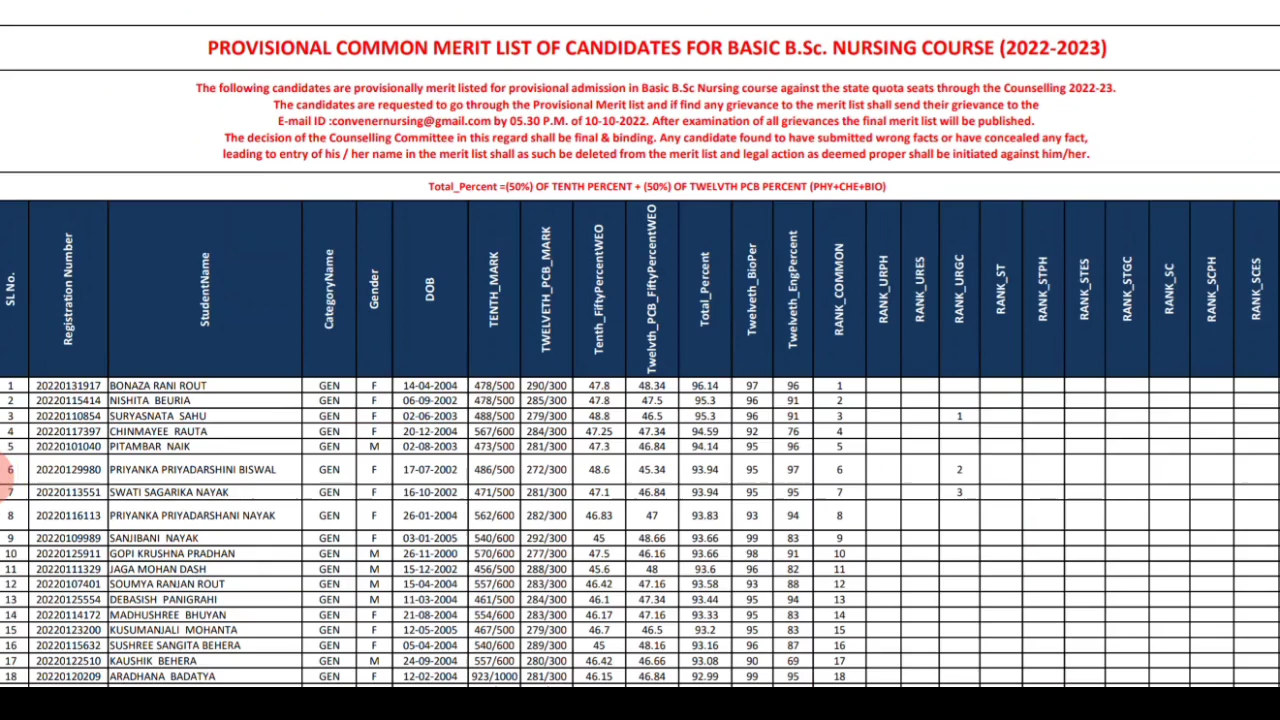 PROVISIONAL COMMON MERIT LIST OF CANDIDATES FOR BASIC B.Sc. NURSING COURSE (2022-2023)
The following candidates are provisionally merit listed for provisional admission in Basic B.Sc Nursing course against the state quota seats through the Counselling 2022-23.
The candidates are requested to go through the Provisional Merit list and if find any grievance to the merit list shall send their grievance to the
E-mail ID :convenernursing@gmail.com by 05.30 P.M. of 10-10-2022. After examination of all grievances the final merit list will be published.
The decision of the Counselling Committee in this regard shall be final & binding. Any candidate found to have submitted wrong facts or have concealed any fact,
leading to entry of his / her name in the merit list shall as such be deleted from the merit list and legal action as deemed proper shall be initiated against him/her.
Total_Percent =(50%) OF TENTH PERCENT + (50%) OF TWELVTH PCB PERCENT (PHY+CHE+BIO)
SL No. Registration Number StudentName CategoryName Gender DOB TENTH_MARK TWELVETH_PCB_MARK Tenth_FiftyPercentWEO Twelvth_PCB_FiftyPercentWEO Total_Percent Twelveth_BioPer Twelveth_EngPercent RANK_COMMON RANK_URPH RANK_URES RANK_URGC RANK_ST RANK_STPH RANK_STES RANK_STGC RANK_SC RANK_SCPH RANK_SCES
1 20220131917 BONAZA RANI ROUT GEN F 14-04-2004 478/500 290/300 47.8 48.34 96.14 97 96 1
2 20220115414 NISHITA BEURIA GEN F 06-09-2002 478/500 285/300 47.8 47.5 95.3 96 91 2
3 20220110854 SURYASNATA SAHU GEN F 02-06-2003 488/500 279/300 48.8 46.5 95.3 96 91 3 1
4 20220117397 CHINMAYEE RAUTA GEN F 20-12-2004 567/600 284/300 47.25 47.34 94.59 92 76 4
5 20220101040 PITAMBAR NAIK GEN M 02-08-2003 473/500 281/300 47.3 46.84 94.14 95 96 5
6 20220129980 PRIYANKA PRIYADARSHINI BISWAL GEN F 17-07-2002 486/500 272/300 48.6 45.34 93.94 95 97 6 2
7 20220113551 SWATI SAGARIKA NAYAK GEN F 16-10-2002 471/500 281/300 47.1 46.84 93.94 95 95 7 3
8 20220116113 PRIYANKA PRIYADARSHANI NAYAK GEN F 26-01-2004 562/600 282/300 46.83 47 93.83 93 94 8
9 20220109989 SANJIBANI NAYAK GEN F 03-01-2005 540/600 292/300 45 48.66 93.66 99 83 9
10 20220125911 GOPI KRUSHNA PRADHAN GEN M 26-11-2000 570/600 277/300 47.5 46.16 93.66 98 91 10
11 20220111329 JAGA MOHAN DASH GEN M 15-12-2002 456/500 288/300 45.6 48 93.6 96 82 11
12 20220107401 SOUMYA RANJAN ROUT GEN M 15-04-2004 557/600 283/300 46.42 47.16 93.58 93 88 12
13 20220125554 DEBASISH PANIGRAHI GEN M 11-03-2004 461/500 284/300 46.1 47.34 93.44 95 94 13
14 20220114172 MADHUSHREE BHUYAN GEN F 21-08-2004 554/600 283/300 46.17 47.16 93.33 95 83 14
15 20220123200 KUSUMANJALI MOHANTA GEN F 12-05-2005 467/500 279/300 46.7 46.5 93.2 95 83 15
16 20220115632 SUSHREE SANGITA BEHERA GEN F 05-04-2004 540/600 289/300 45 48.16 93.16 96 87 16
17 20220122510 KAUSHIK BEHERA GEN M 24-09-2004 557/600 280/300 46.42 46.66 93.08 90 69 17
18 20220120209 ARADHANA BADATYA GEN F 12-02-2004 923/1000 281/300 46.15 46.84 92.99 99 95 18